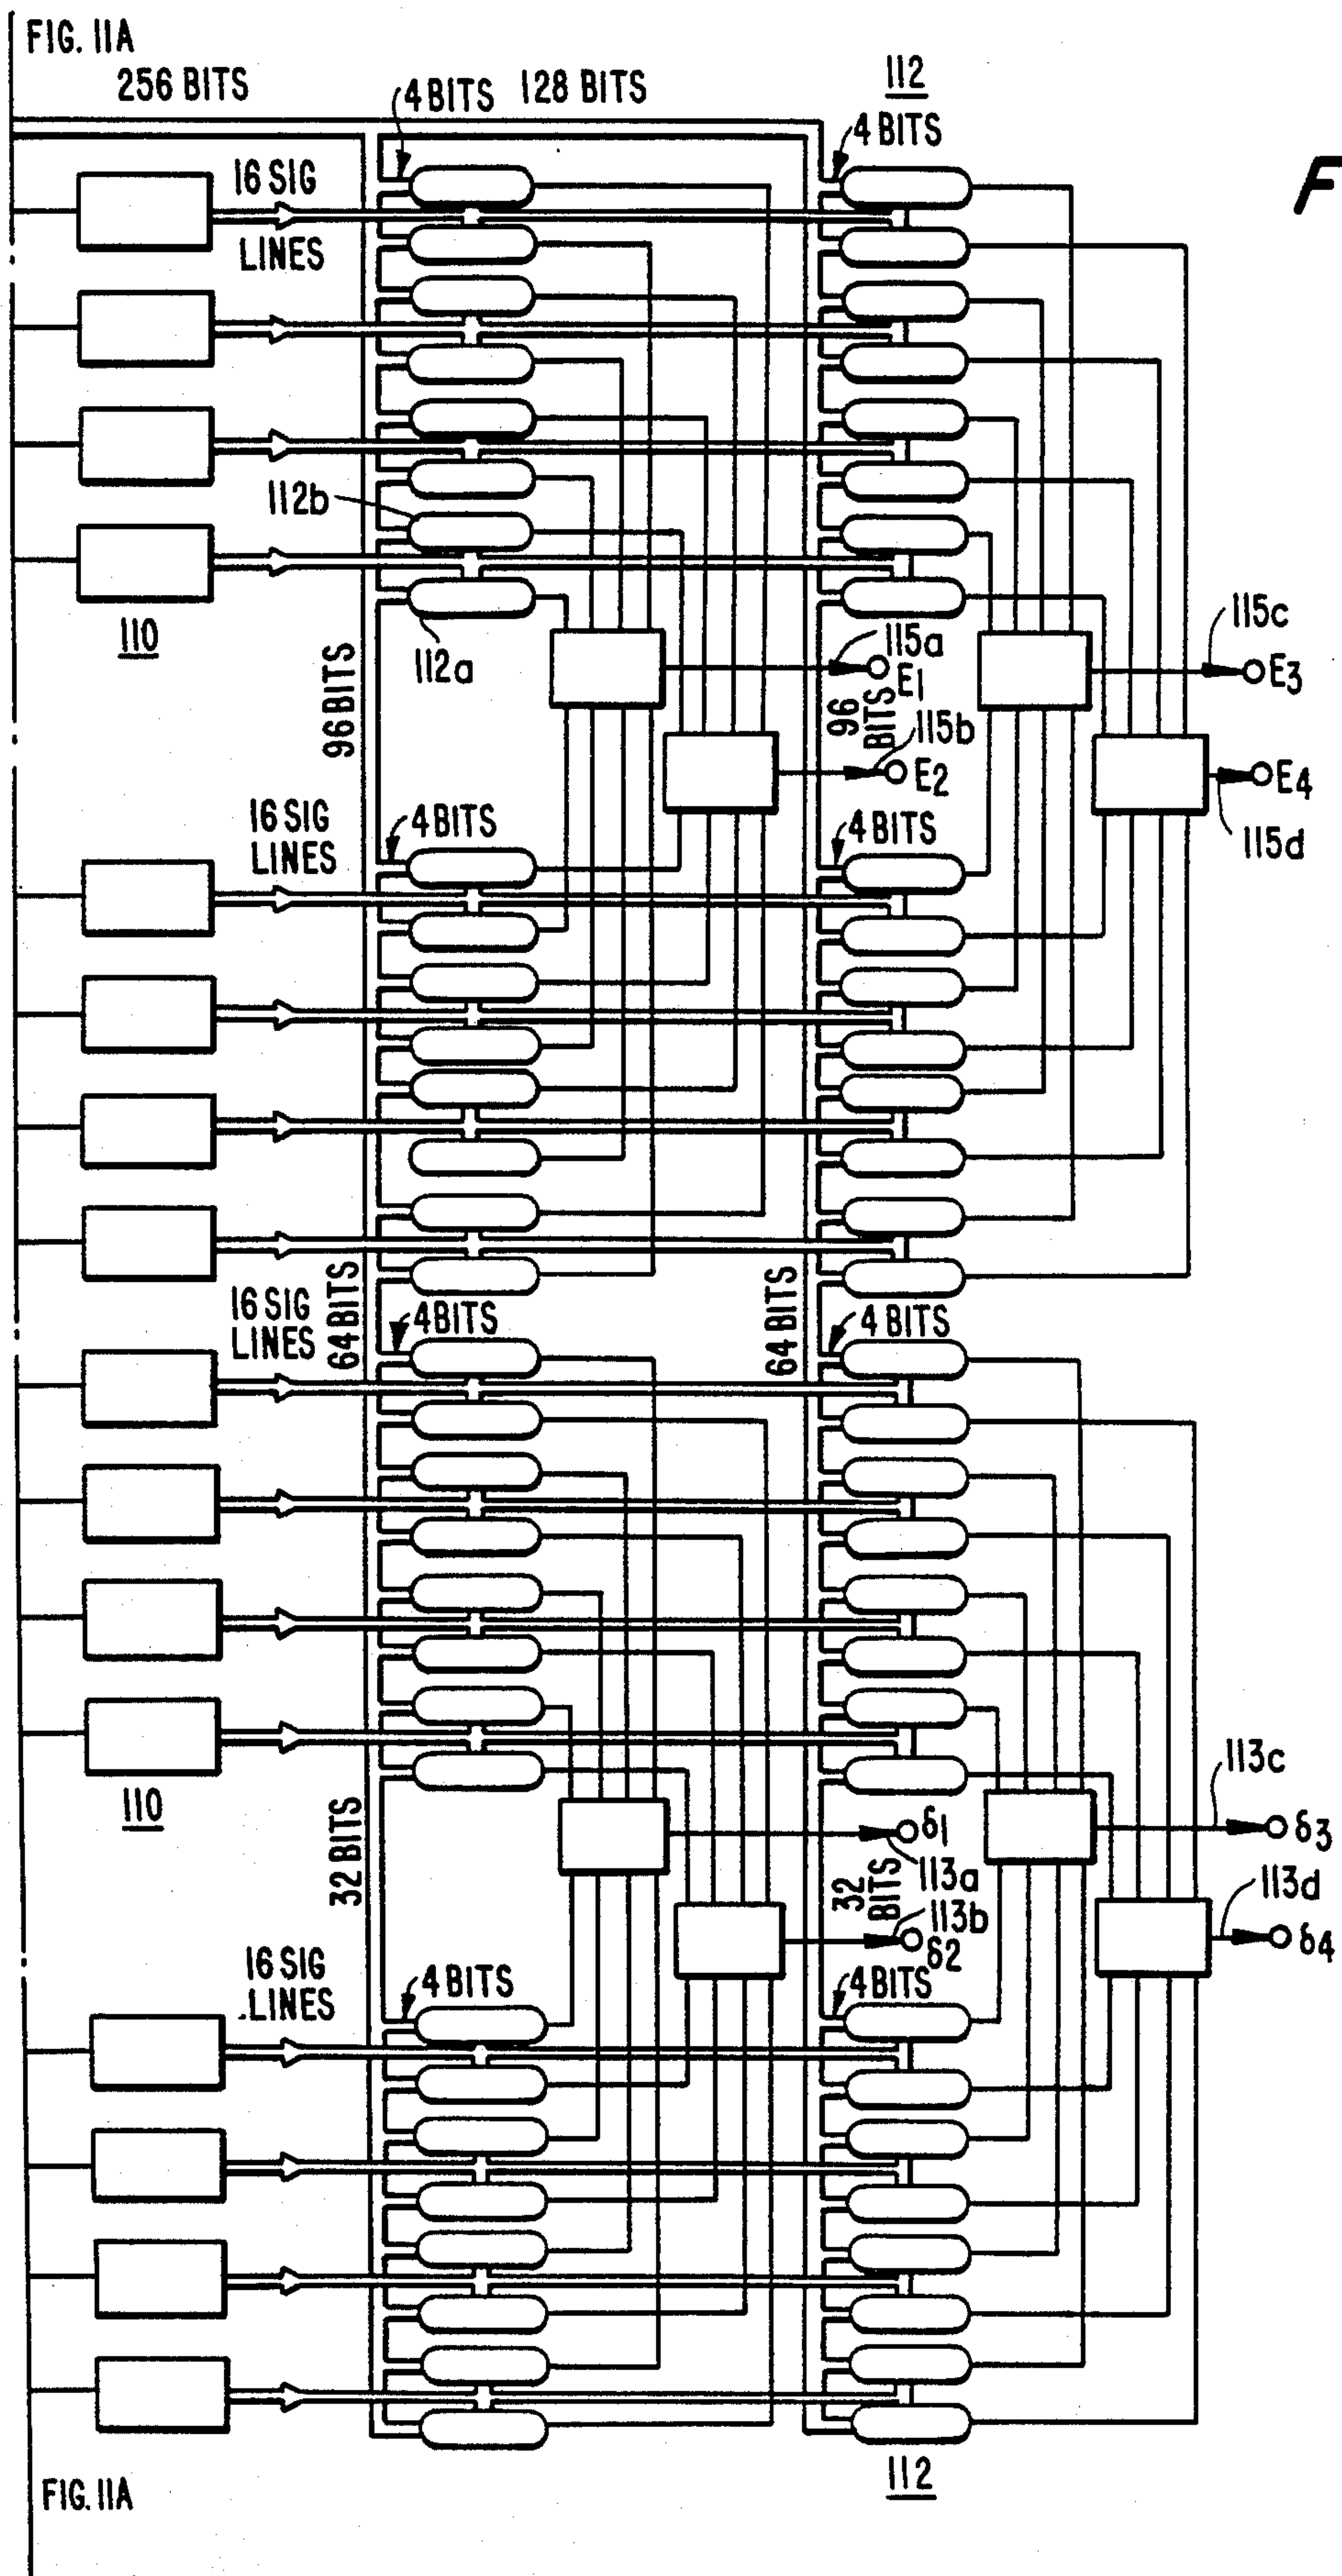 FIG. 11A
256 BITS
4 BITS
128 BITS
112
4 BITS
F
16 SIG
LINES
112b
110
112a
96 BITS
115a
E1
96
BITS
115b
E2
115c
E3
E4
115d
16 SIG
LINES
4 BITS
4 BITS
16 SIG
LINES
64 BITS
4 BITS
64 BITS
4 BITS
110
32 BITS
δ1
113a
32
BITS
113b
δ2
113c
δ3
113d
δ4
16 SIG
LINES
4 BITS
4 BITS
112
FIG. 11A